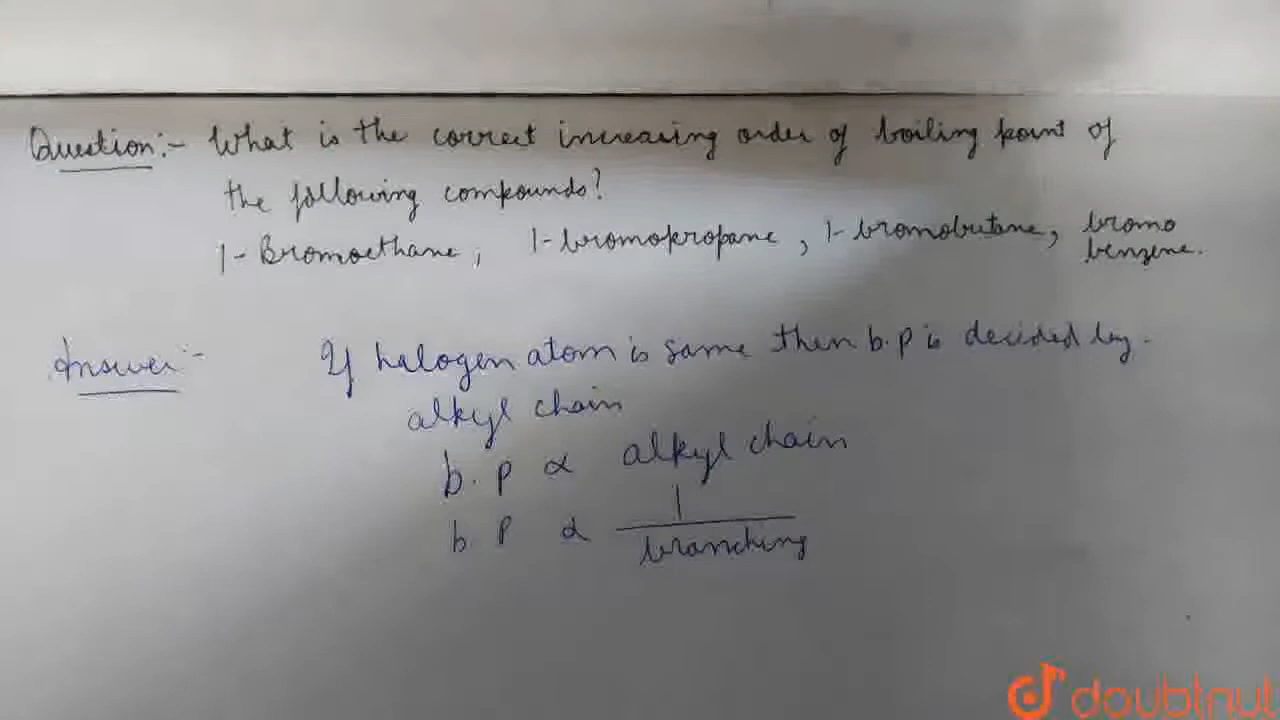 Question:- What is the correct increasing order of boiling point of
the following compounds?
1-Bromoethane, 1-bromopropane, 1-bromobutane, bromo
benzene.
Answer:- If halogen atom is same then b.p is decided by
alkyl chain
b.p α alkyl chain
1
b p α
branching
doubtnut